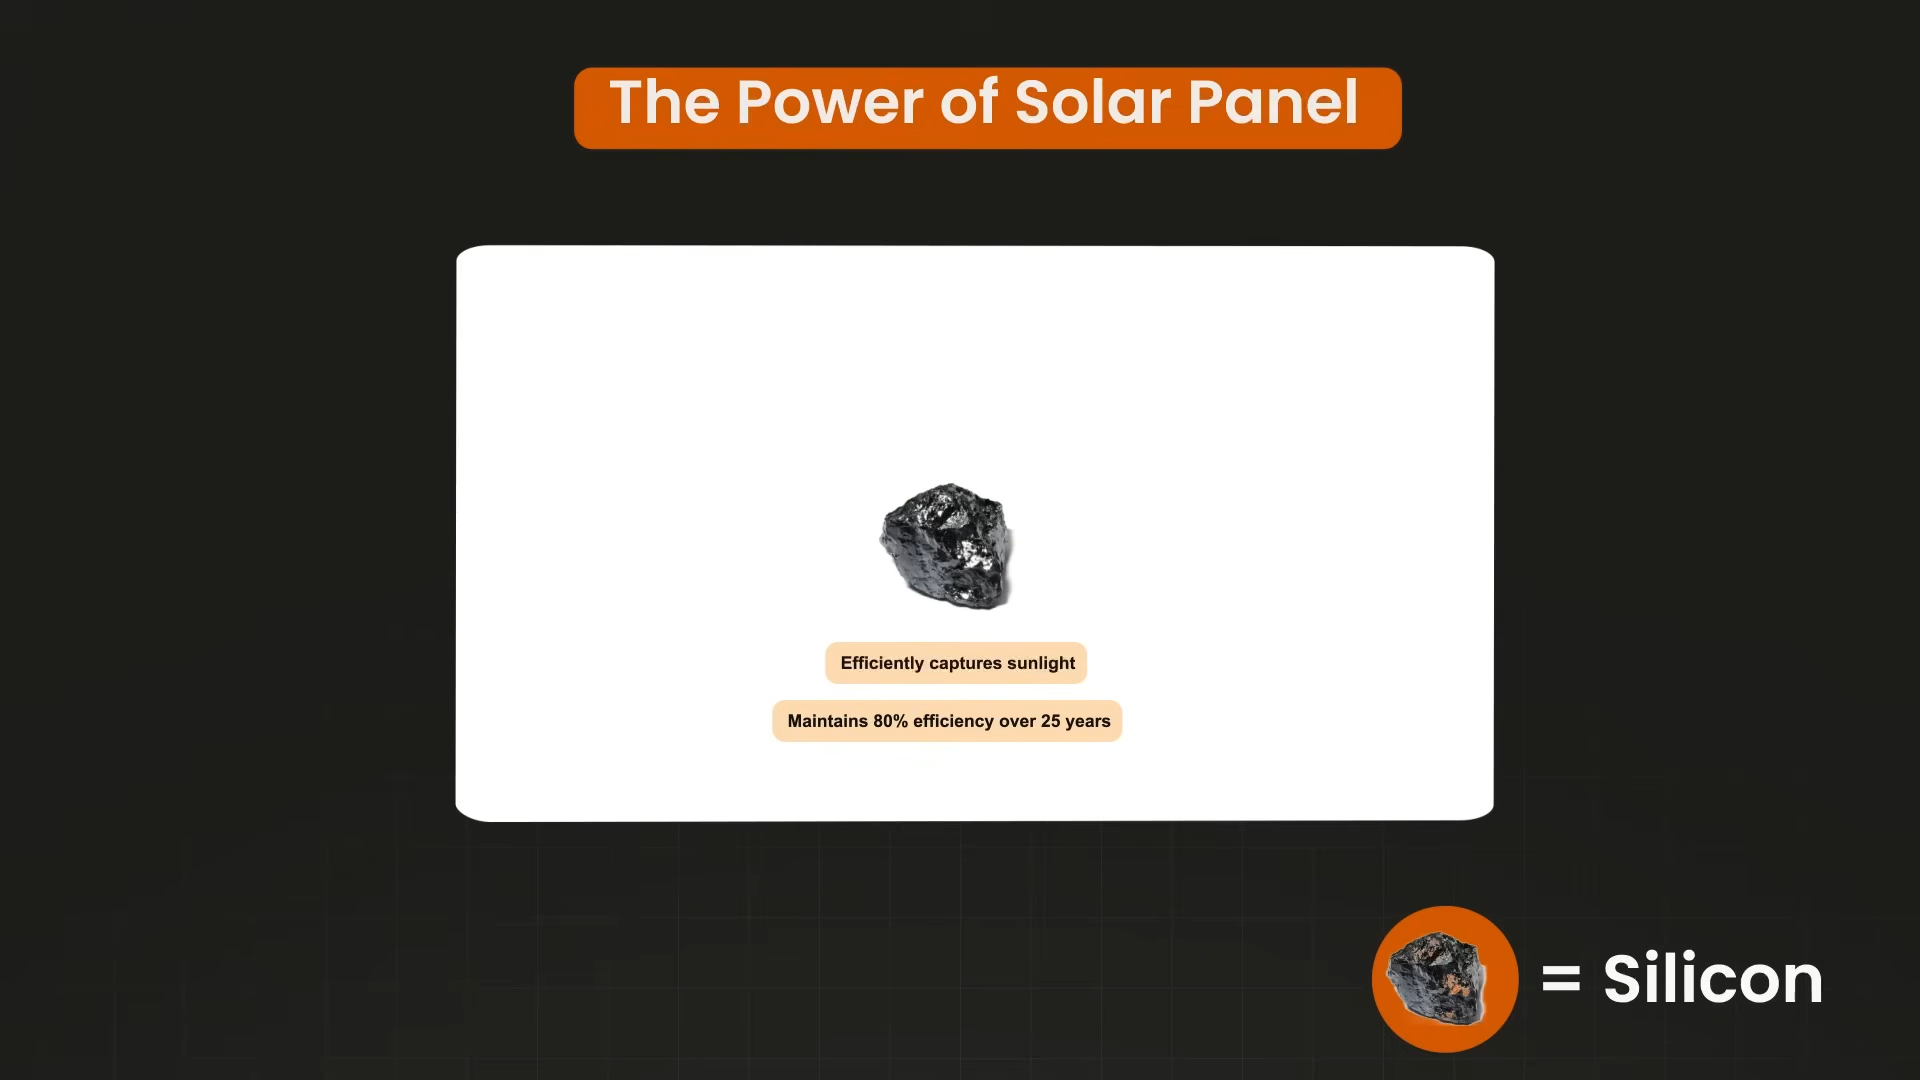 The Power of Solar Panel
Efficiently captures sunlight
Maintains 80% efficiency over 25 years
= Silicon